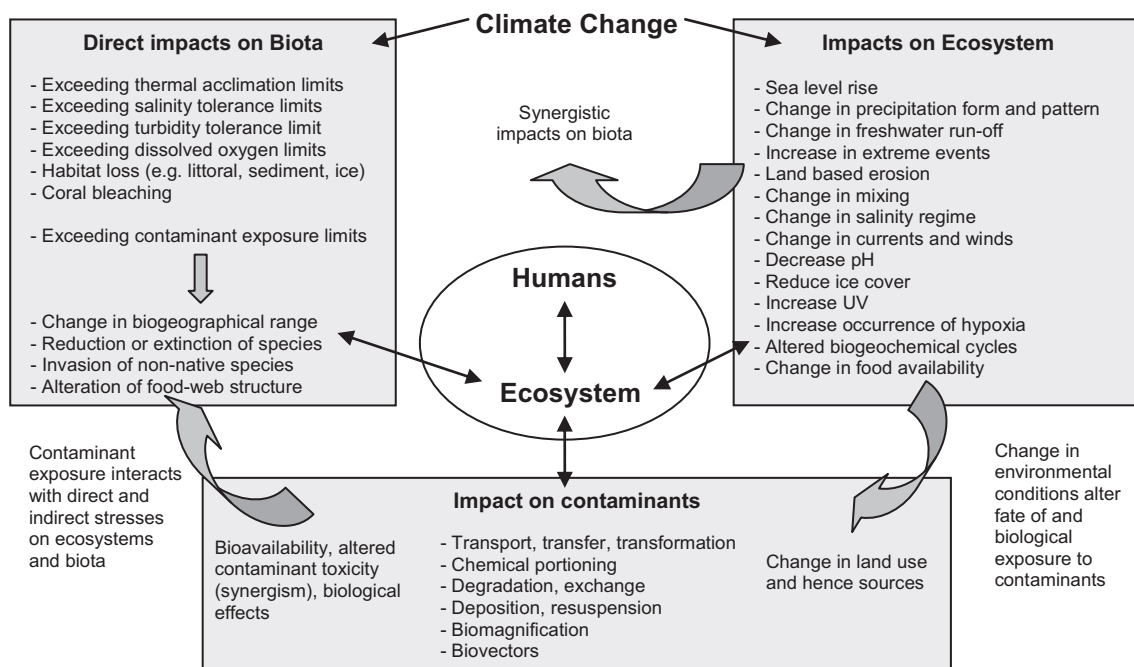 Climate Change
Direct impacts on Biota
- Exceeding thermal acclimation limits
- Exceeding salinity tolerance limits
- Exceeding turbidity tolerance limit
- Exceeding dissolved oxygen limits
- Habitat loss (e.g. littoral, sediment, ice)
- Coral bleaching
- Exceeding contaminant exposure limits
- Change in biogeographical range
- Reduction or extinction of species
- Invasion of non-native species
- Alteration of food-web structure
Synergistic
impacts on biota
Impacts on Ecosystem
- Sea level rise
- Change in precipitation form and pattern
- Change in freshwater run-off
- Increase in extreme events
- Land based erosion
- Change in mixing
- Change in salinity regime
- Change in currents and winds
- Decrease pH
- Reduce ice cover
- Increase UV
- Increase occurrence of hypoxia
- Altered biogeochemical cycles
- Change in food availability
Humans
Ecosystem
Contaminant
exposure interacts
with direct and
indirect stresses
on ecosystems
and biota
Impact on contaminants
Bioavailability, altered
contaminant toxicity
(synergism), biological
effects
- Transport, transfer, transformation
- Chemical portioning
- Degradation, exchange
- Deposition, resuspension
- Biomagnification
- Biovectors
Change in land use
and hence sources
Change in
environmental
conditions alter
fate of and
biological
exposure to
contaminants